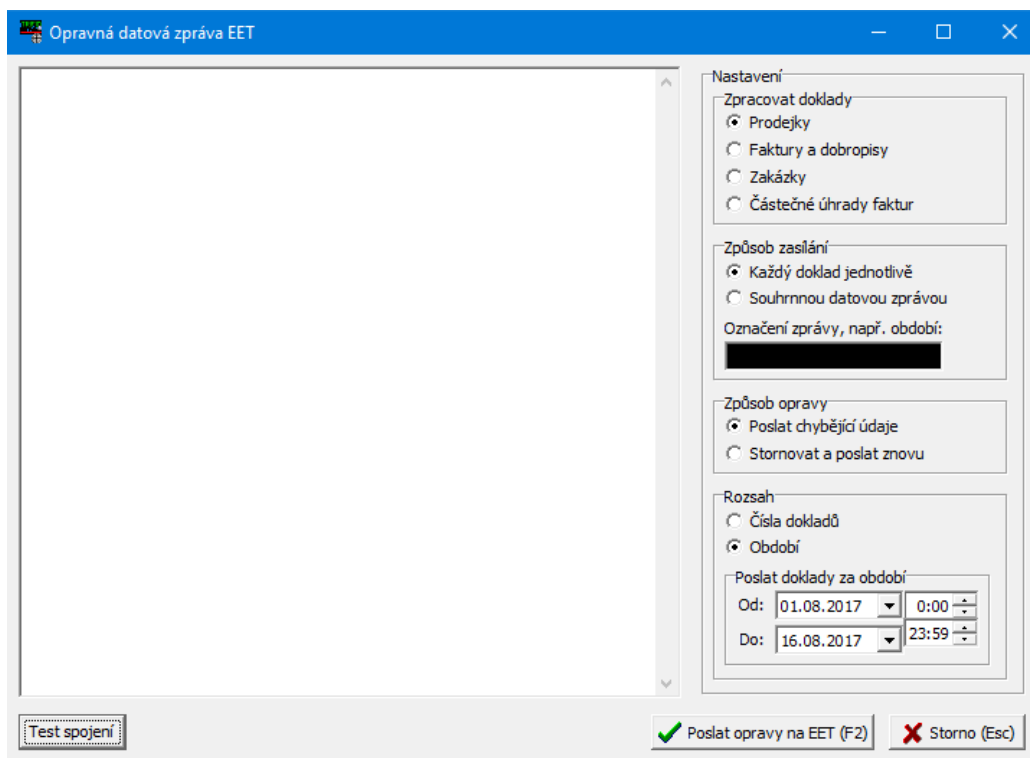 Opravná datová zpráva EET
Nastavení
Zpracovat doklady
Prodejky
Faktury a dobropisy
Zakázky
Částečné úhrady faktur
Způsob zasílání
Každý doklad jednotlivě
Souhrnnou datovou zprávou
Označení zprávy, např. období:
Způsob opravy
Poslat chybějící údaje
Stornovat a poslat znovu
Rozsah
Čísla dokladů
Období
Poslat doklady za období
Od: 01.08.2017 0:00
Do: 16.08.2017 23:59
Test spojení Poslat opravy na EET (F2) Storno (Esc)